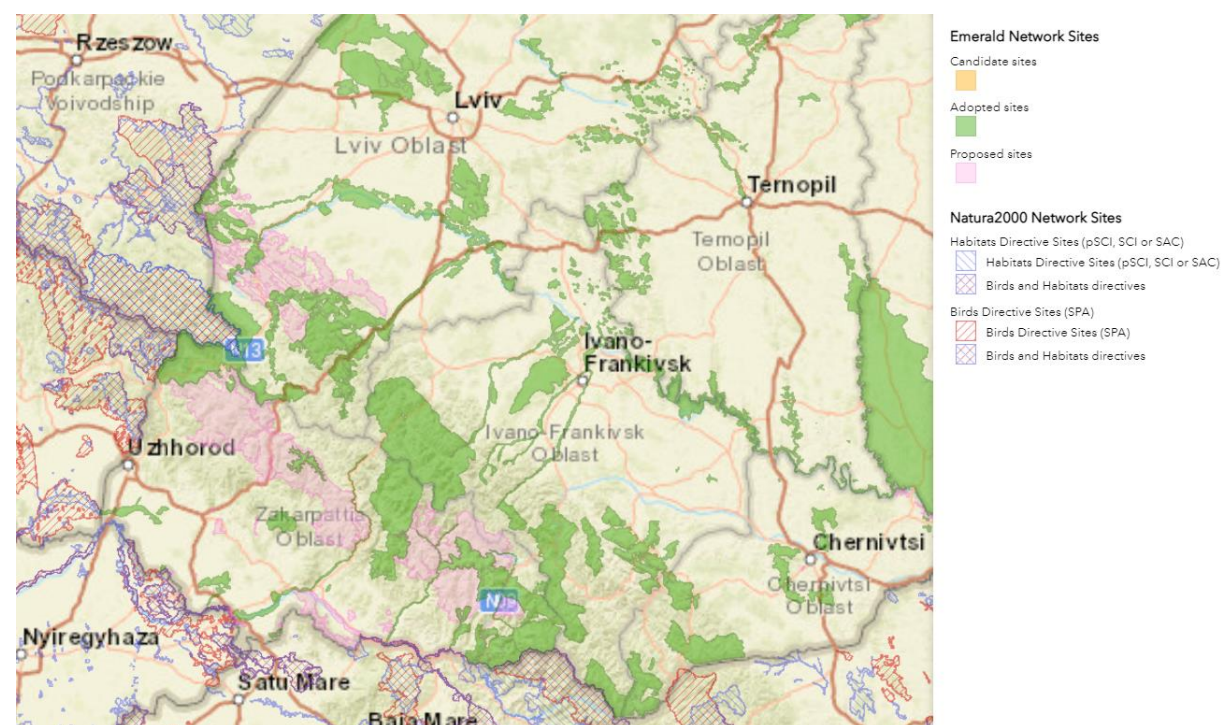 Rzeszow
Podkarpackie
Voivodship
Lviv
Lviv Oblast
Ternopil
Ternopil
Oblast
Ivano-
Frankivsk
Ivano-Frankivsk
Oblast
Uzhhorod
Zakarpattia
Oblast
Chernivtsi
Chernivtsi
Oblast
Nyiregyhaza
Satu Mare
Baia Mare
Emerald Network Sites
Candidate sites
Adopted sites
Proposed sites
Natura2000 Network Sites
Habitats Directive Sites (pSCI, SCI or SAC)
Habitats Directive Sites (pSCI, SCI or SAC)
Birds and Habitats directives
Birds Directive Sites (SPA)
Birds Directive Sites (SPA)
Birds and Habitats directives